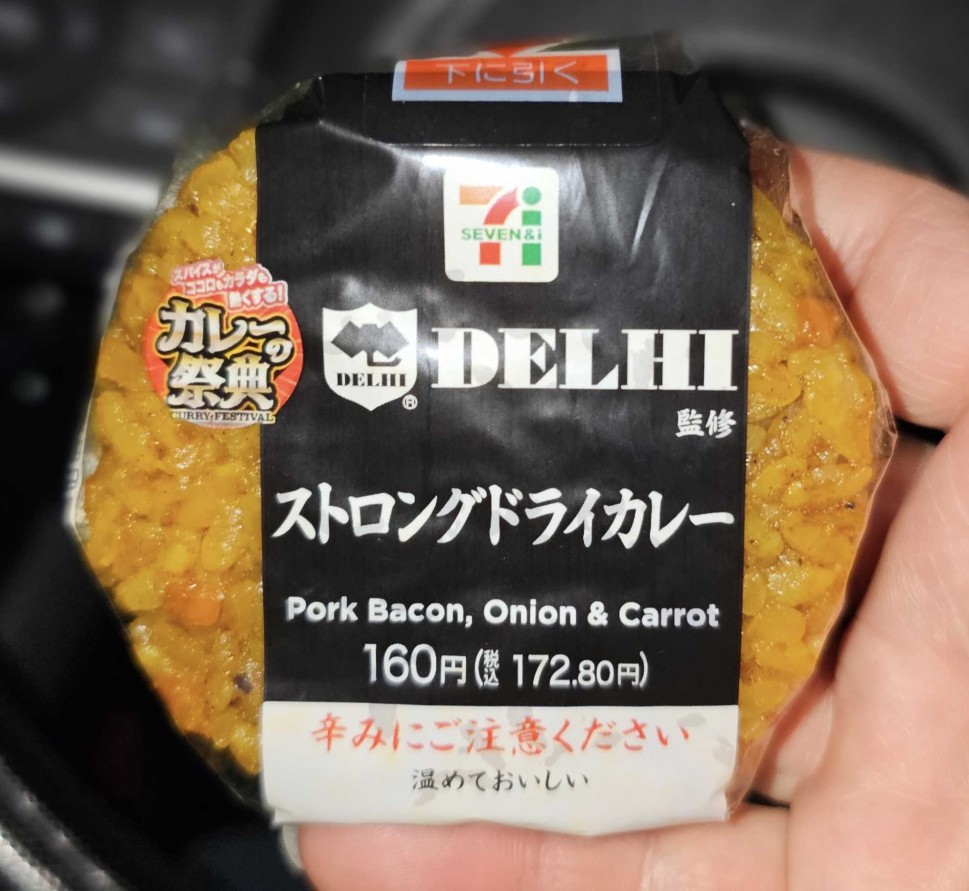 下に引く
SEVEN&i
スパイスが
ココロもカラダも
熱くする!
カレーの
祭典
CURRY FESTIVAL
DELHI
®
DELHI
監修
ストロングドライカレー
Pork Bacon, Onion & Carrot
160円(税込 172.80円)
辛みにご注意ください
温めておいしい